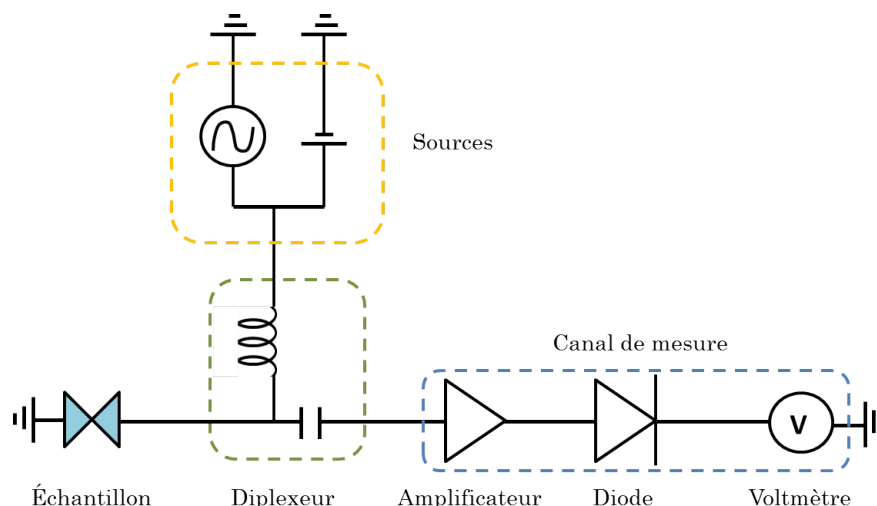 Sources
Canal de mesure
V
Échantillon
Diplexeur
Amplificateur
Diode
Voltmètre